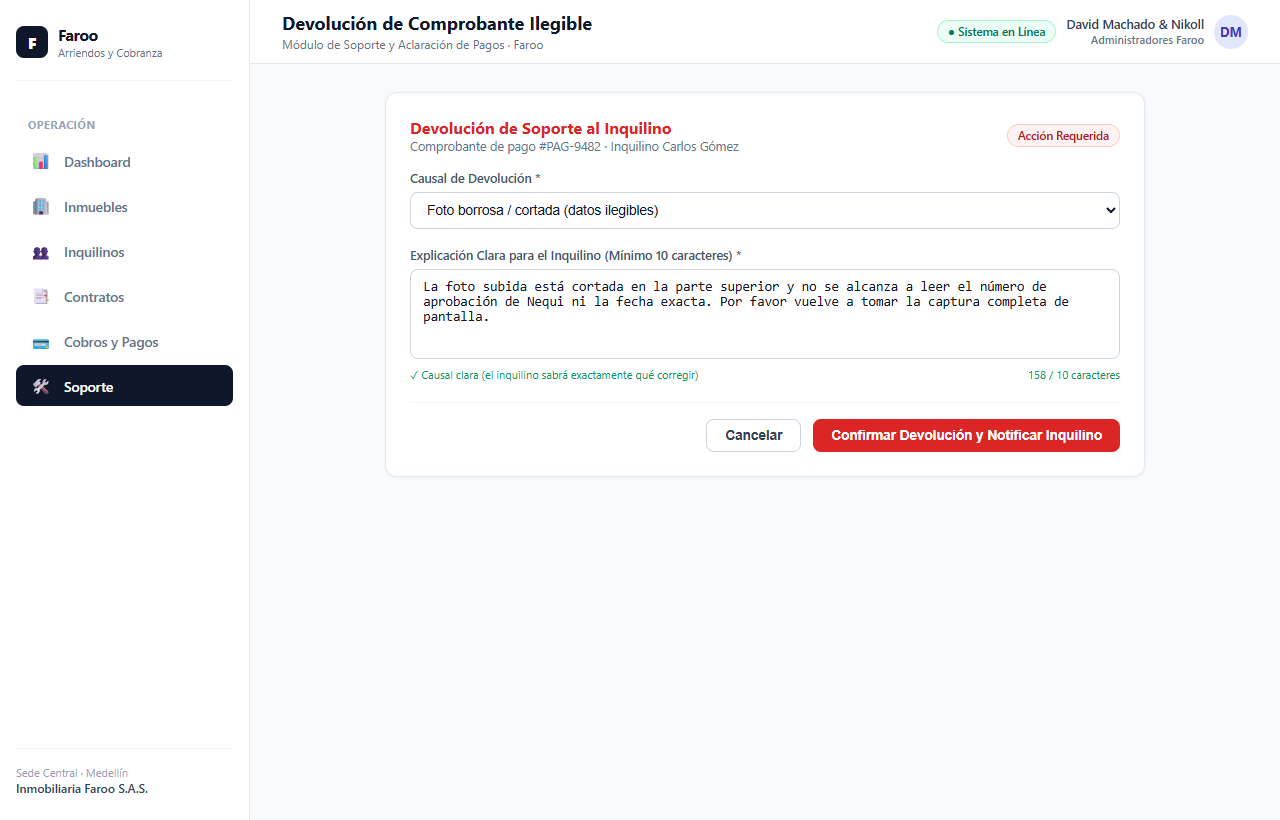 F
Faroo
Arriendos y Cobranza
OPERACIÓN
Dashboard
Inmuebles
Inquilinos
Contratos
Cobros y Pagos
Soporte
Sede Central · Medellín
Inmobiliaria Faroo S.A.S.
Devolución de Comprobante Ilegible
Módulo de Soporte y Aclaración de Pagos · Faroo
● Sistema en Línea
David Machado & Nikoll
Administradores Faroo
DM
Devolución de Soporte al Inquilino
Comprobante de pago #PAG-9482 · Inquilino Carlos Gómez
Acción Requerida
Causal de Devolución *
Foto borrosa / cortada (datos ilegibles)
Explicación Clara para el Inquilino (Mínimo 10 caracteres) *
La foto subida está cortada en la parte superior y no se alcanza a leer el número de
aprobación de Nequi ni la fecha exacta. Por favor vuelve a tomar la captura completa de
pantalla.
✓ Causal clara (el inquilino sabrá exactamente qué corregir)
158 / 10 caracteres
Cancelar
Confirmar Devolución y Notificar Inquilino